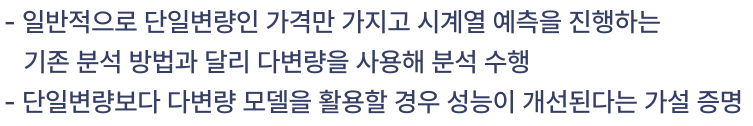 - 일반적으로 단일변량인 가격만 가지고 시계열 예측을 진행하는
기존 분석 방법과 달리 다변량을 사용해 분석 수행
- 단일변량보다 다변량 모델을 활용할 경우 성능이 개선된다는 가설 증명